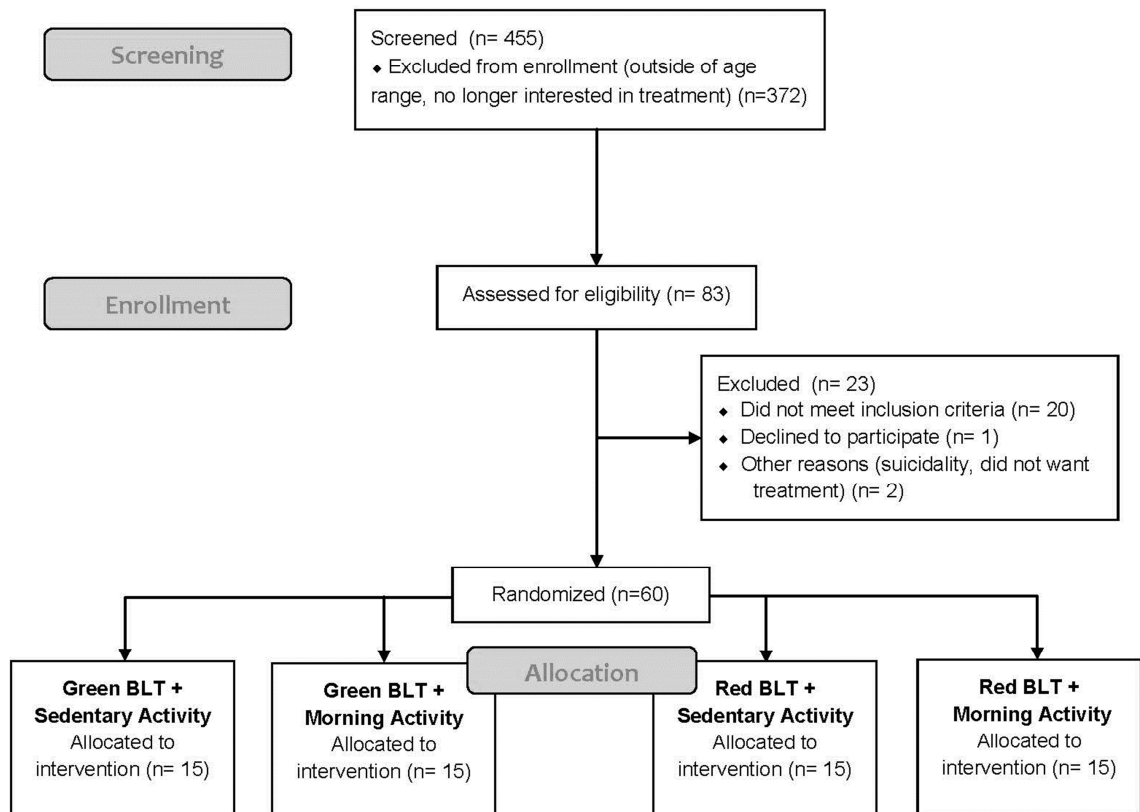 Screening
Screened (n= 455)
⬥ Excluded from enrollment (outside of age
range, no longer interested in treatment) (n=372)
Enrollment
Assessed for eligibility (n= 83)
Excluded (n= 23)
⬥ Did not meet inclusion criteria (n= 20)
⬥ Declined to participate (n= 1)
⬥ Other reasons (suicidality, did not want
treatment) (n= 2)
Randomized (n=60)
Allocation
Green BLT +
Sedentary Activity
Allocated to
intervention (n= 15)
Green BLT +
Morning Activity
Allocated to
intervention (n= 15)
Red BLT +
Sedentary Activity
Allocated to
intervention (n= 15)
Red BLT +
Morning Activity
Allocated to
intervention (n= 15)